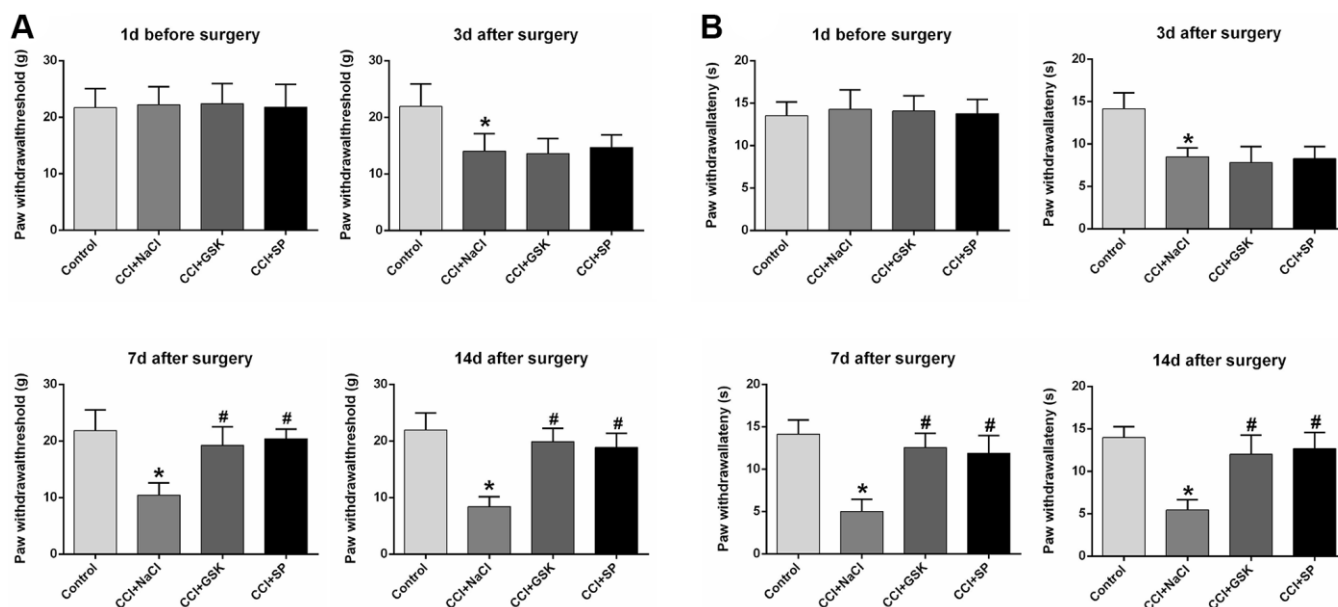 A
1d before surgery
Paw withdrawalthreshold (g)
30
20
10
0
Control
CCI+NaCl
CCI+GSK
CCI+SP
3d after surgery
Paw withdrawalthreshold (g)
30
20
10
0
*
Control
CCI+NaCl
CCI+GSK
CCI+SP
B
1d before surgery
Paw withdrawallateny (s)
20
15
10
5
0
Control
CCI+NaCl
CCI+GSK
CCI+SP
3d after surgery
Paw withdrawallateny (s)
20
15
10
5
0
*
Control
CCI+NaCl
CCI+GSK
CCI+SP
7d after surgery
Paw withdrawalthreshold (g)
30
20
10
0
*
#
#
Control
CCI+NaCl
CCI+GSK
CCI+SP
14d after surgery
Paw withdrawalthreshold (g)
30
20
10
0
*
#
#
Control
CCI+NaCl
CCI+GSK
CCI+SP
7d after surgery
Paw withdrawallateny (s)
20
15
10
5
0
*
#
#
Control
CCI+NaCl
CCI+GSK
CCI+SP
14d after surgery
Paw withdrawallateny (s)
20
15
10
5
0
*
#
#
Control
CCI+NaCl
CCI+GSK
CCI+SP